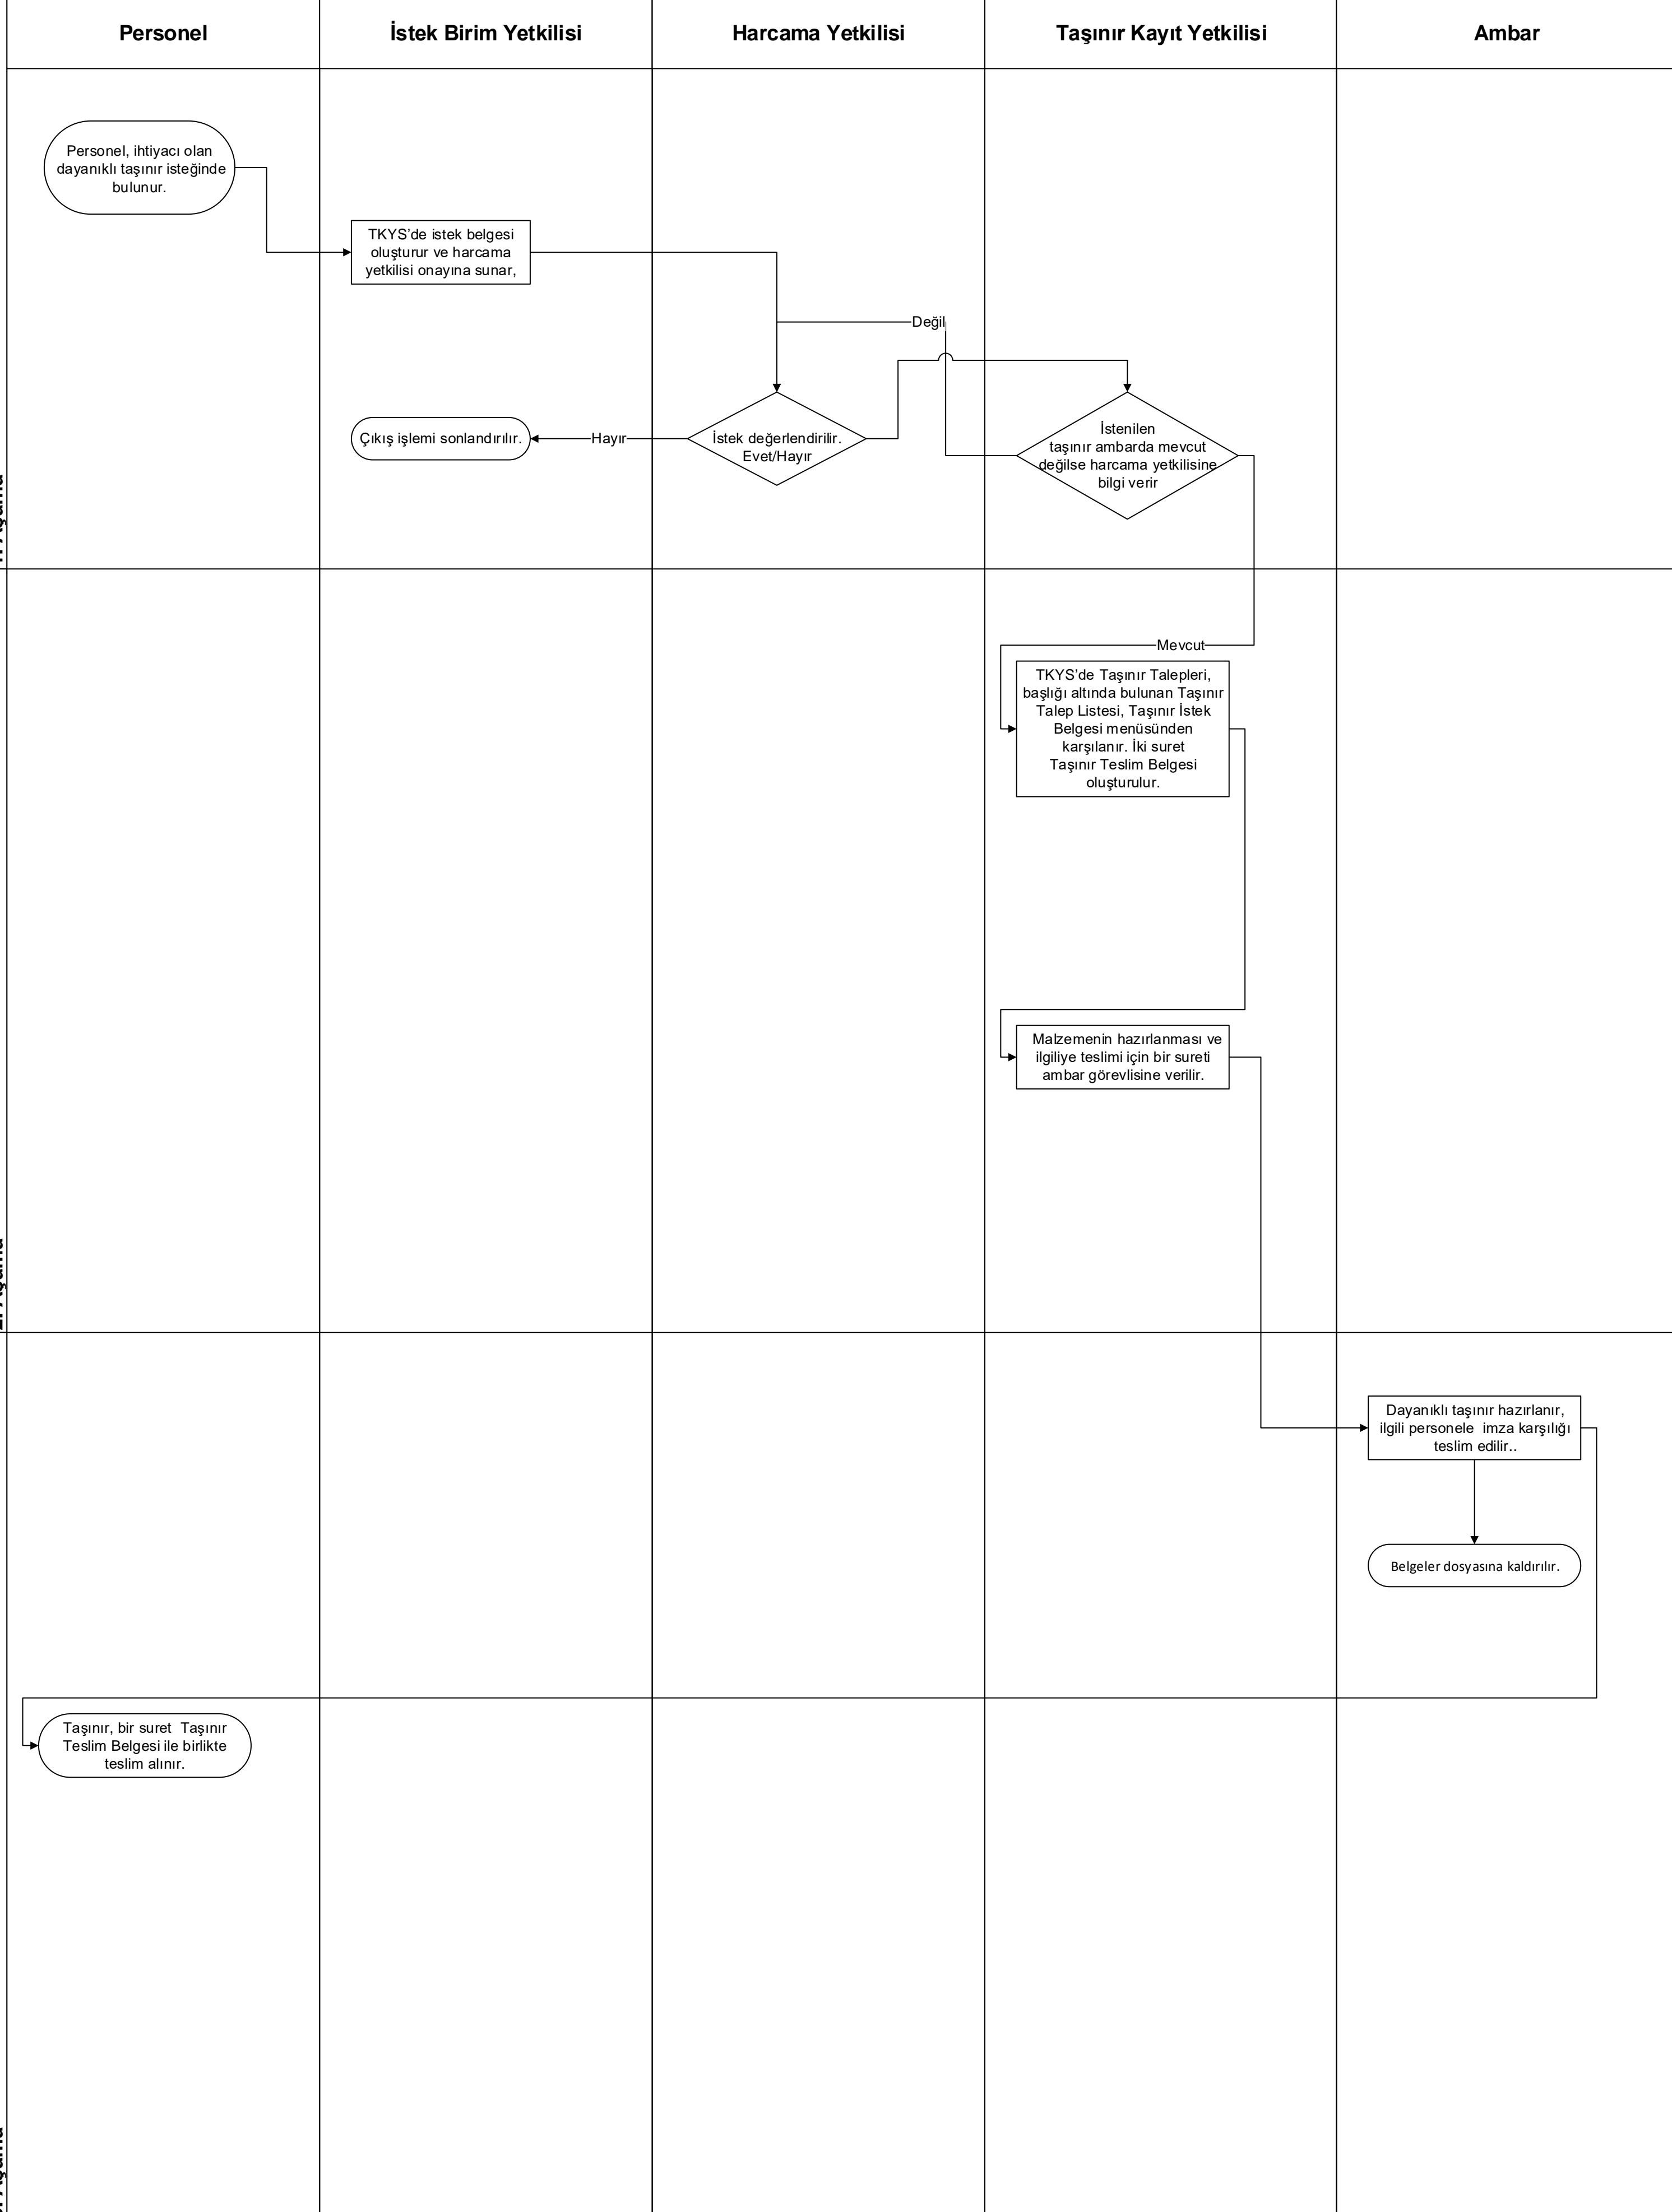 Personel
İstek Birim Yetkilisi
Harcama Yetkilisi
Taşınır Kayıt Yetkilisi
Ambar
Personel, ihtiyacı olan
dayanıklı taşınır isteğinde
bulunur.
TKYS’de istek belgesi
oluşturur ve harcama
yetkilisi onayına sunar,
Değil
Çıkış işlemi sonlandırılır.
Hayır
İstek değerlendirilir.
Evet/Hayır
İstenilen
taşınır ambarda mevcut
değilse harcama yetkilisine
bilgi verir
Mevcut
TKYS’de Taşınır Talepleri,
başlığı altında bulunan Taşınır
Talep Listesi, Taşınır İstek
Belgesi menüsünden
karşılanır. İki suret
Taşınır Teslim Belgesi
oluşturulur.
Malzemenin hazırlanması ve
ilgiliye teslimi için bir sureti
ambar görevlisine verilir.
Dayanıklı taşınır hazırlanır,
ilgili personele imza karşılığı
teslim edilir..
Belgeler dosyasına kaldırılır.
Taşınır, bir suret Taşınır
Teslim Belgesi ile birlikte
teslim alınır.